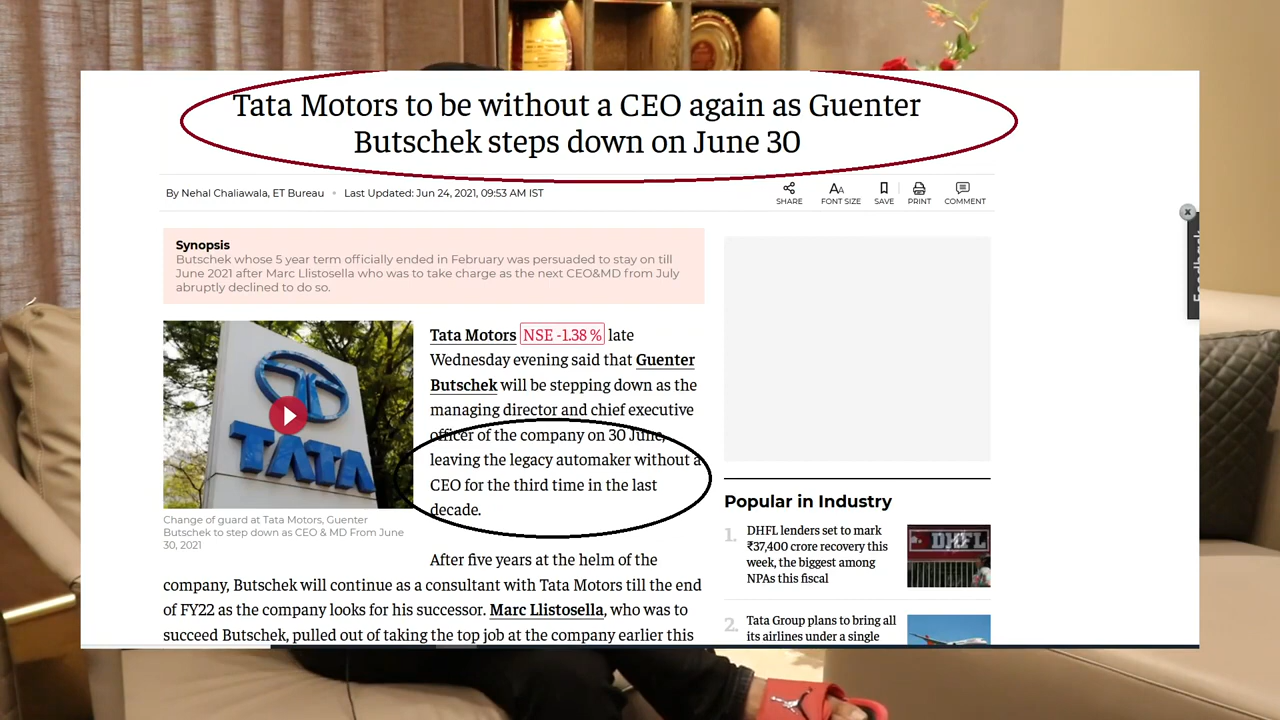 Tata Motors to be without a CEO again as Guenter
Butschek steps down on June 30
By Nehal Chaliawala, ET Bureau • Last Updated: Jun 24, 2021, 09:53 AM IST
SHARE
AA
FONT SIZE
SAVE
PRINT
COMMENT
Synopsis
Butschek whose 5 year term officially ended in February was persuaded to stay on till
June 2021 after Marc Llistosella who was to take charge as the next CEO&MD from July
abruptly declined to do so.
TATA
Change of guard at Tata Motors, Guenter
Butschek to step down as CEO & MD From June
30, 2021
Tata Motors NSE -1.38 % late
Wednesday evening said that Guenter
Butschek will be stepping down as the
managing director and chief executive
officer of the company on 30 June,
leaving the legacy automaker without a
CEO for the third time in the last
decade.
After five years at the helm of the
company, Butschek will continue as a consultant with Tata Motors till the end
of FY22 as the company looks for his successor. Marc Llistosella, who was to
succeed Butschek, pulled out of taking the top job at the company earlier this
Feedback
Popular in Industry
1. DHFL lenders set to mark
₹37,400 crore recovery this
week, the biggest among
NPAs this fiscal
DHFL
2. Tata Group plans to bring all
its airlines under a single